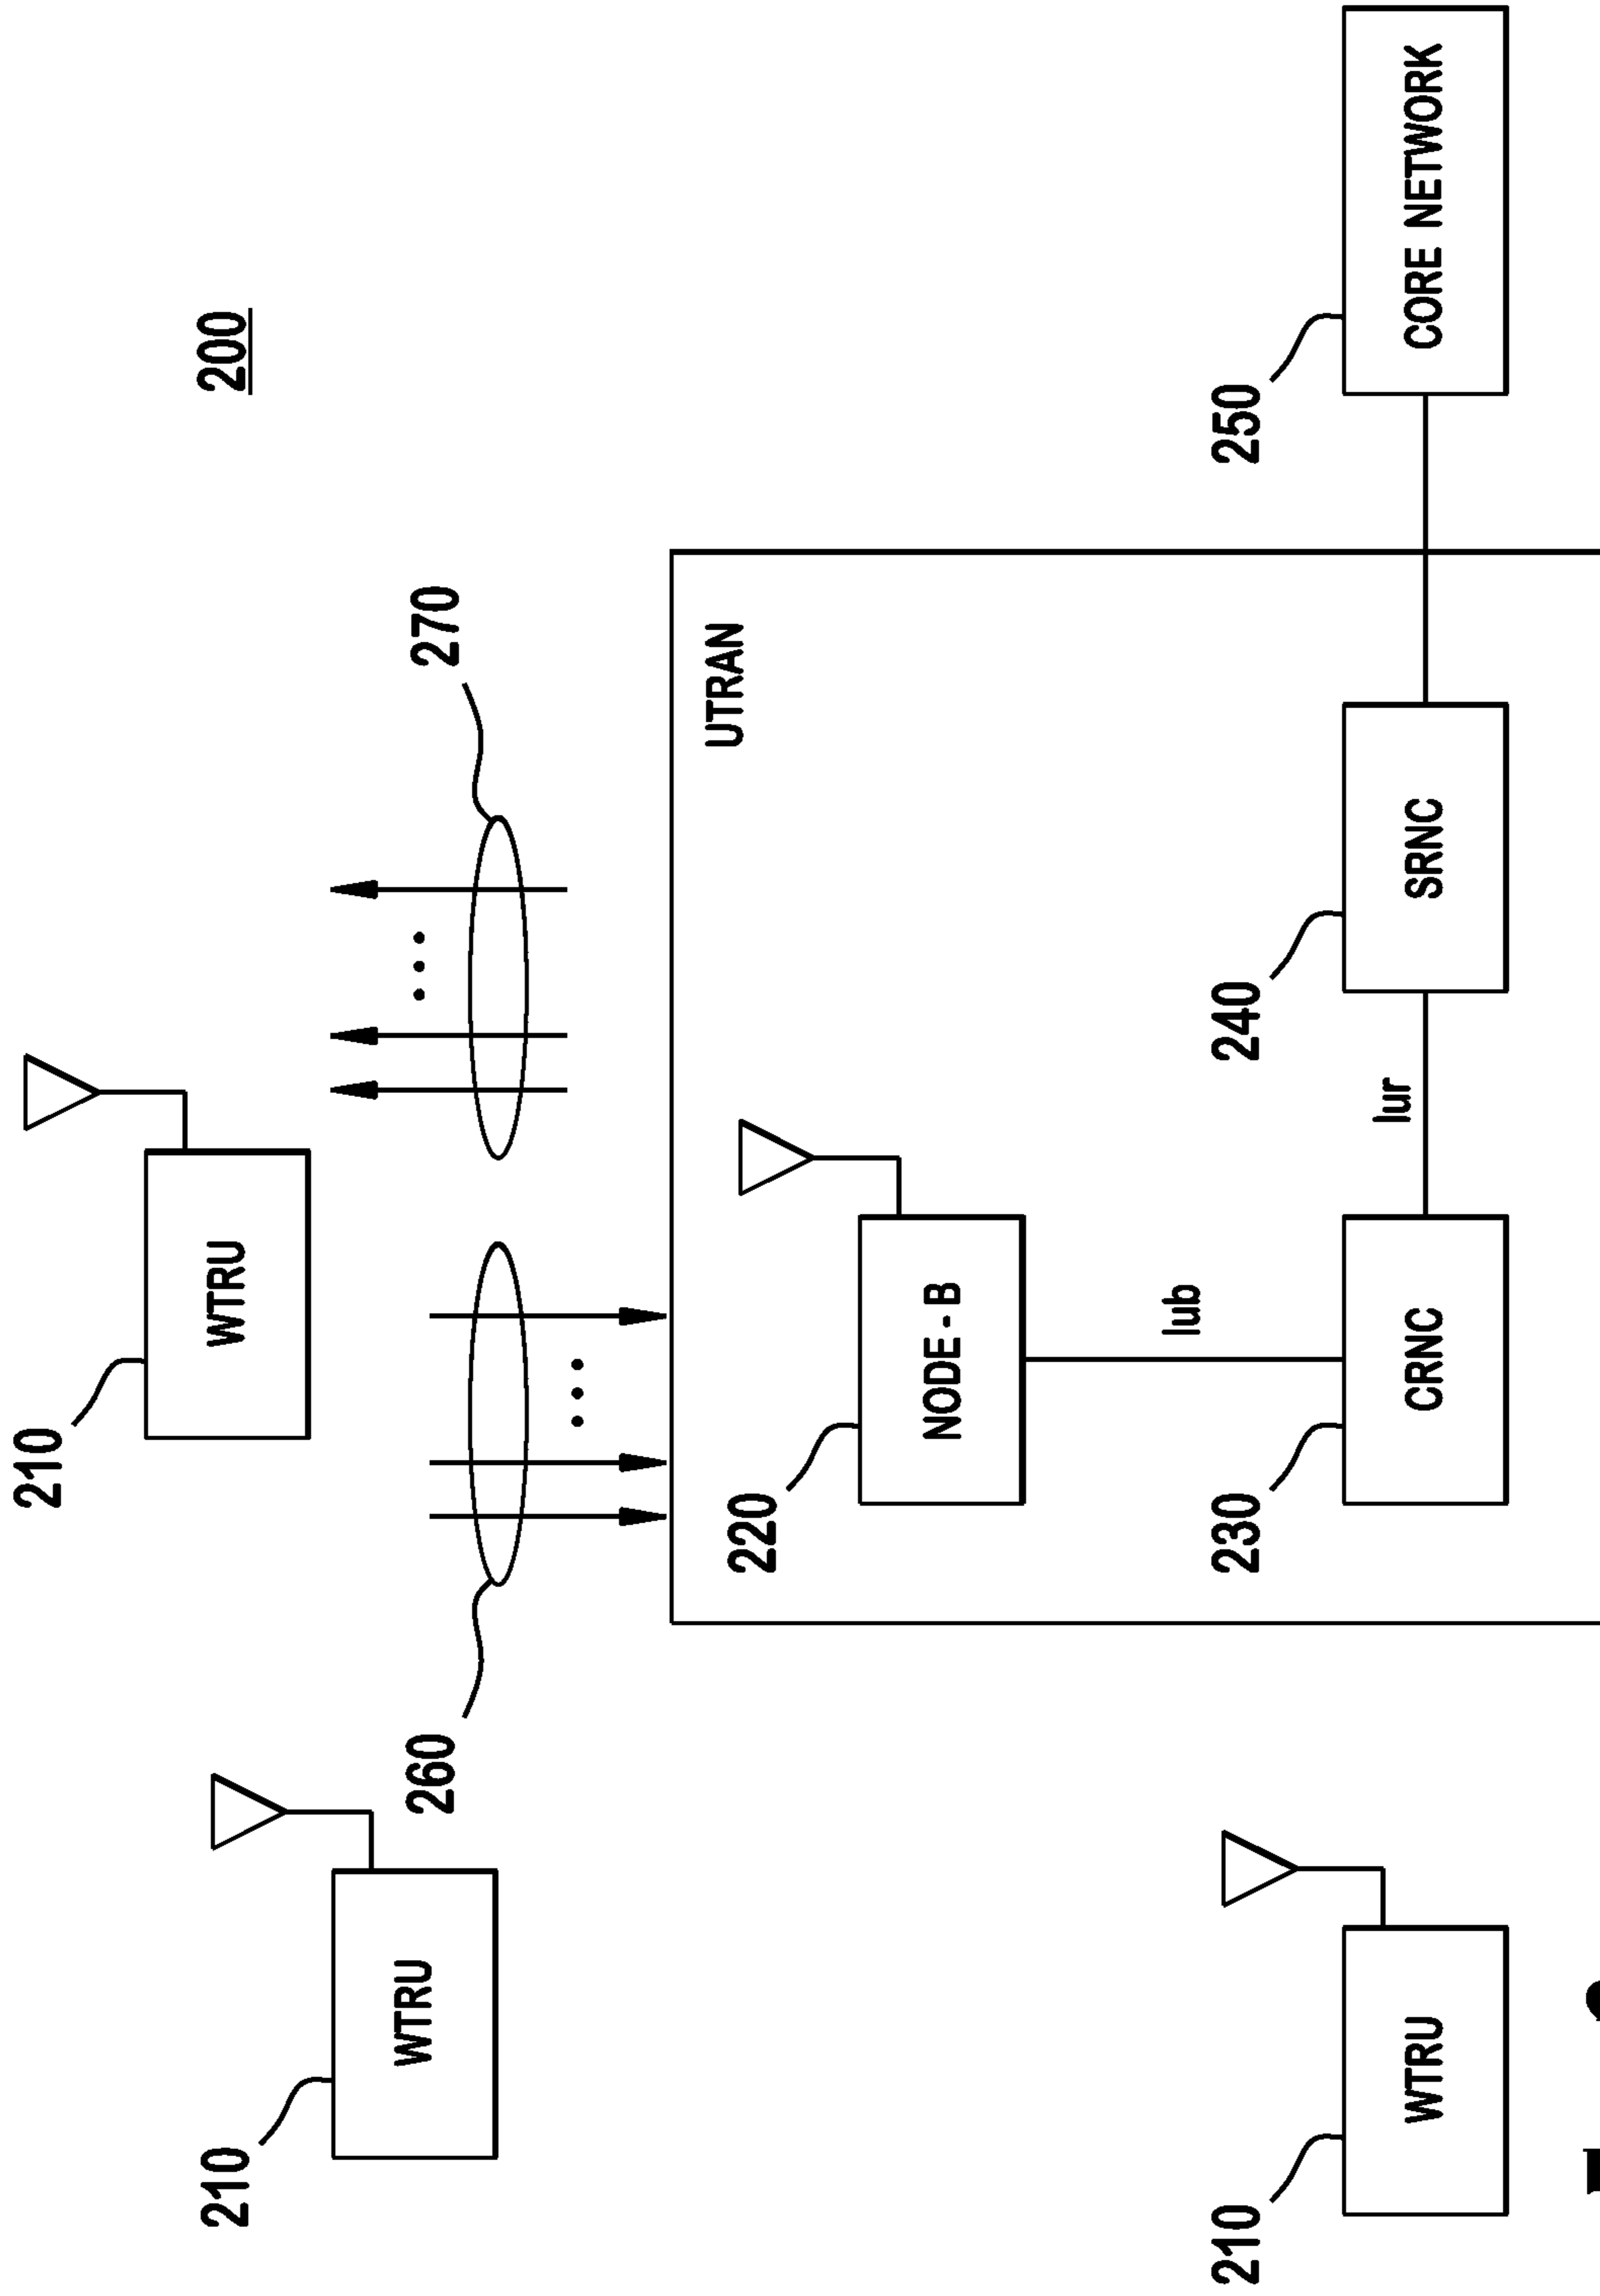 210
210
WTRU
200
WTRU
260
270
220
UTRAN
NODE - B
Iub
210
230
240
250
Iur
WTRU
CRNC
SRNC
CORE NETWORK